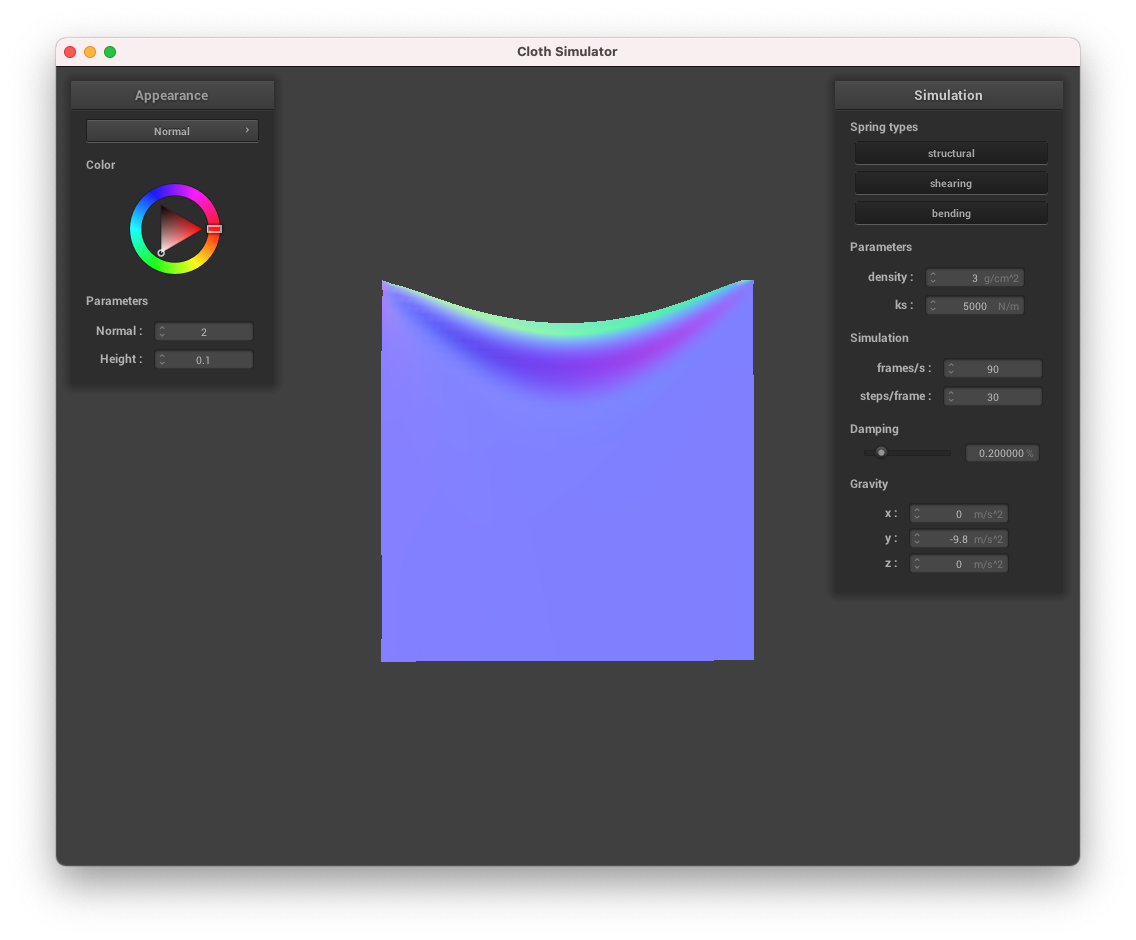 Cloth Simulator
Appearance
Normal
Color
Parameters
Normal : 2
Height : 0.1
Simulation
Spring types
structural
shearing
bending
Parameters
density : 3 g/cm^2
ks : 5000 N/m
Simulation
frames/s : 90
steps/frame : 30
Damping
0.200000 %
Gravity
x : 0 m/s^2
y : -9.8 m/s^2
z : 0 m/s^2